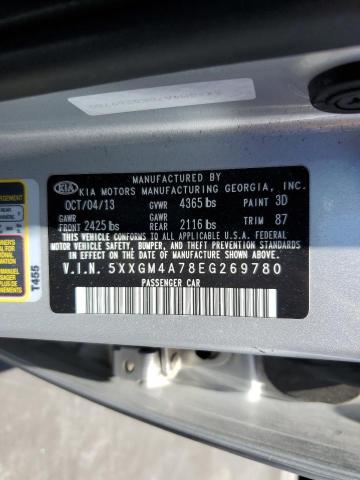 MANUFACTURED BY
KIA KIA MOTORS MANUFACTURING GEORGIA, INC.
OCT/04/13 GVWR 4365 lbs PAINT 3D
GAWR FRONT 2425 lbs GAWR REAR 2116 lbs TRIM 87
THIS VEHICLE CONFORMS TO ALL APPLICABLE U.S.A. FEDERAL
MOTOR VEHICLE SAFETY, BUMPER, AND THEFT PREVENTION
STANDARDS IN EFFECT ON THE DATE OF MANUFACTURE SHOWN ABOVE.
V.I.N. 5XXGM4A78EG269780
PASSENGER CAR
T455